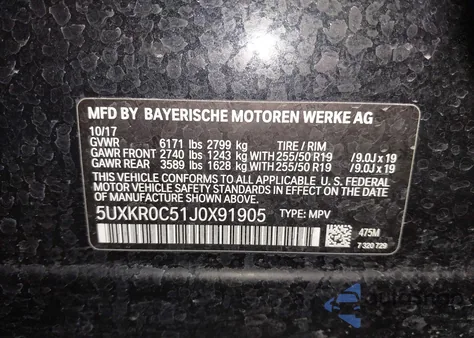 MFD BY BAYERISCHE MOTOREN WERKE AG
10/17
GVWR 6171 lbs 2799 kg TIRE / RIM
GAWR FRONT 2740 lbs 1243 kg WITH 255/50 R19 /9.0J x 19
GAWR REAR 3589 lbs 1628 kg WITH 255/50 R19 /9.0J x 19
THIS VEHICLE CONFORMS TO ALL APPLICABLE U. S. FEDERAL
MOTOR VEHICLE SAFETY STANDARDS IN EFFECT ON THE
DATE OF MANUFACTURE SHOWN ABOVE.
5UXKR0C51J0X91905 TYPE: MPV
475M
7 320 729